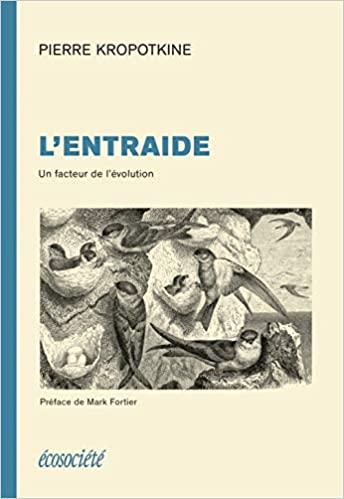 PIERRE KROPOTKINE
L'ENTRAIDE
Un facteur de l'évolution
Préface de Mark Fortier
écosociété